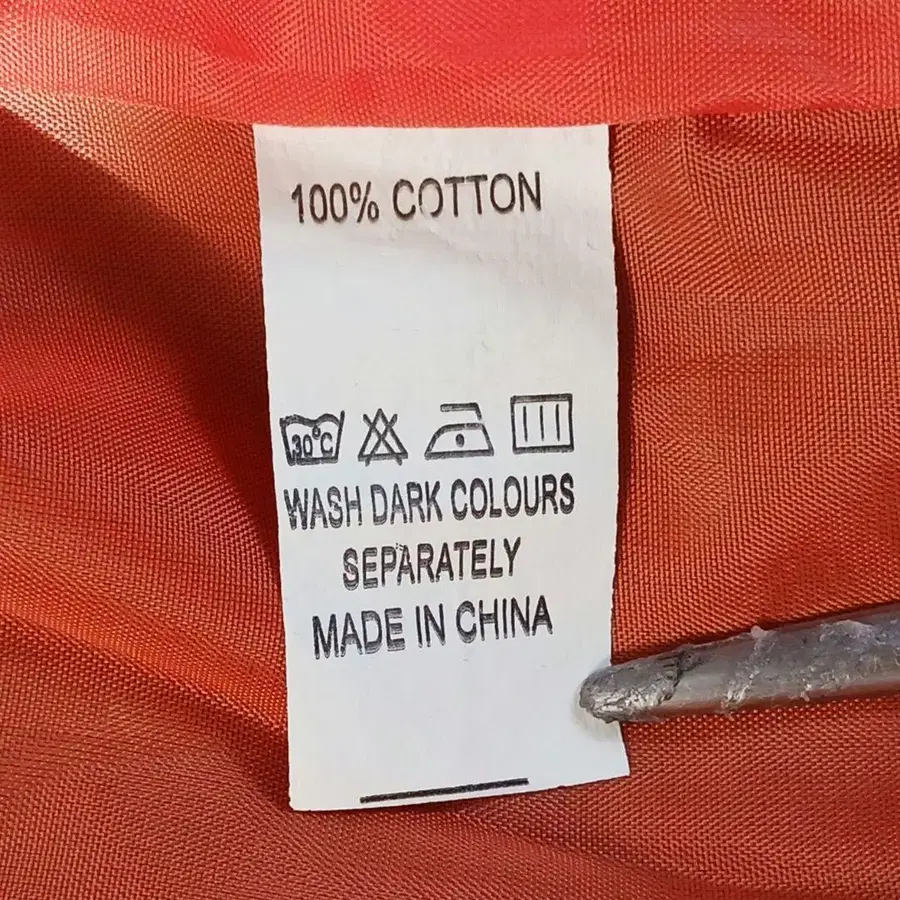 100% COTTON
30°C
WASH DARK COLOURS
SEPARATELY
MADE IN CHINA